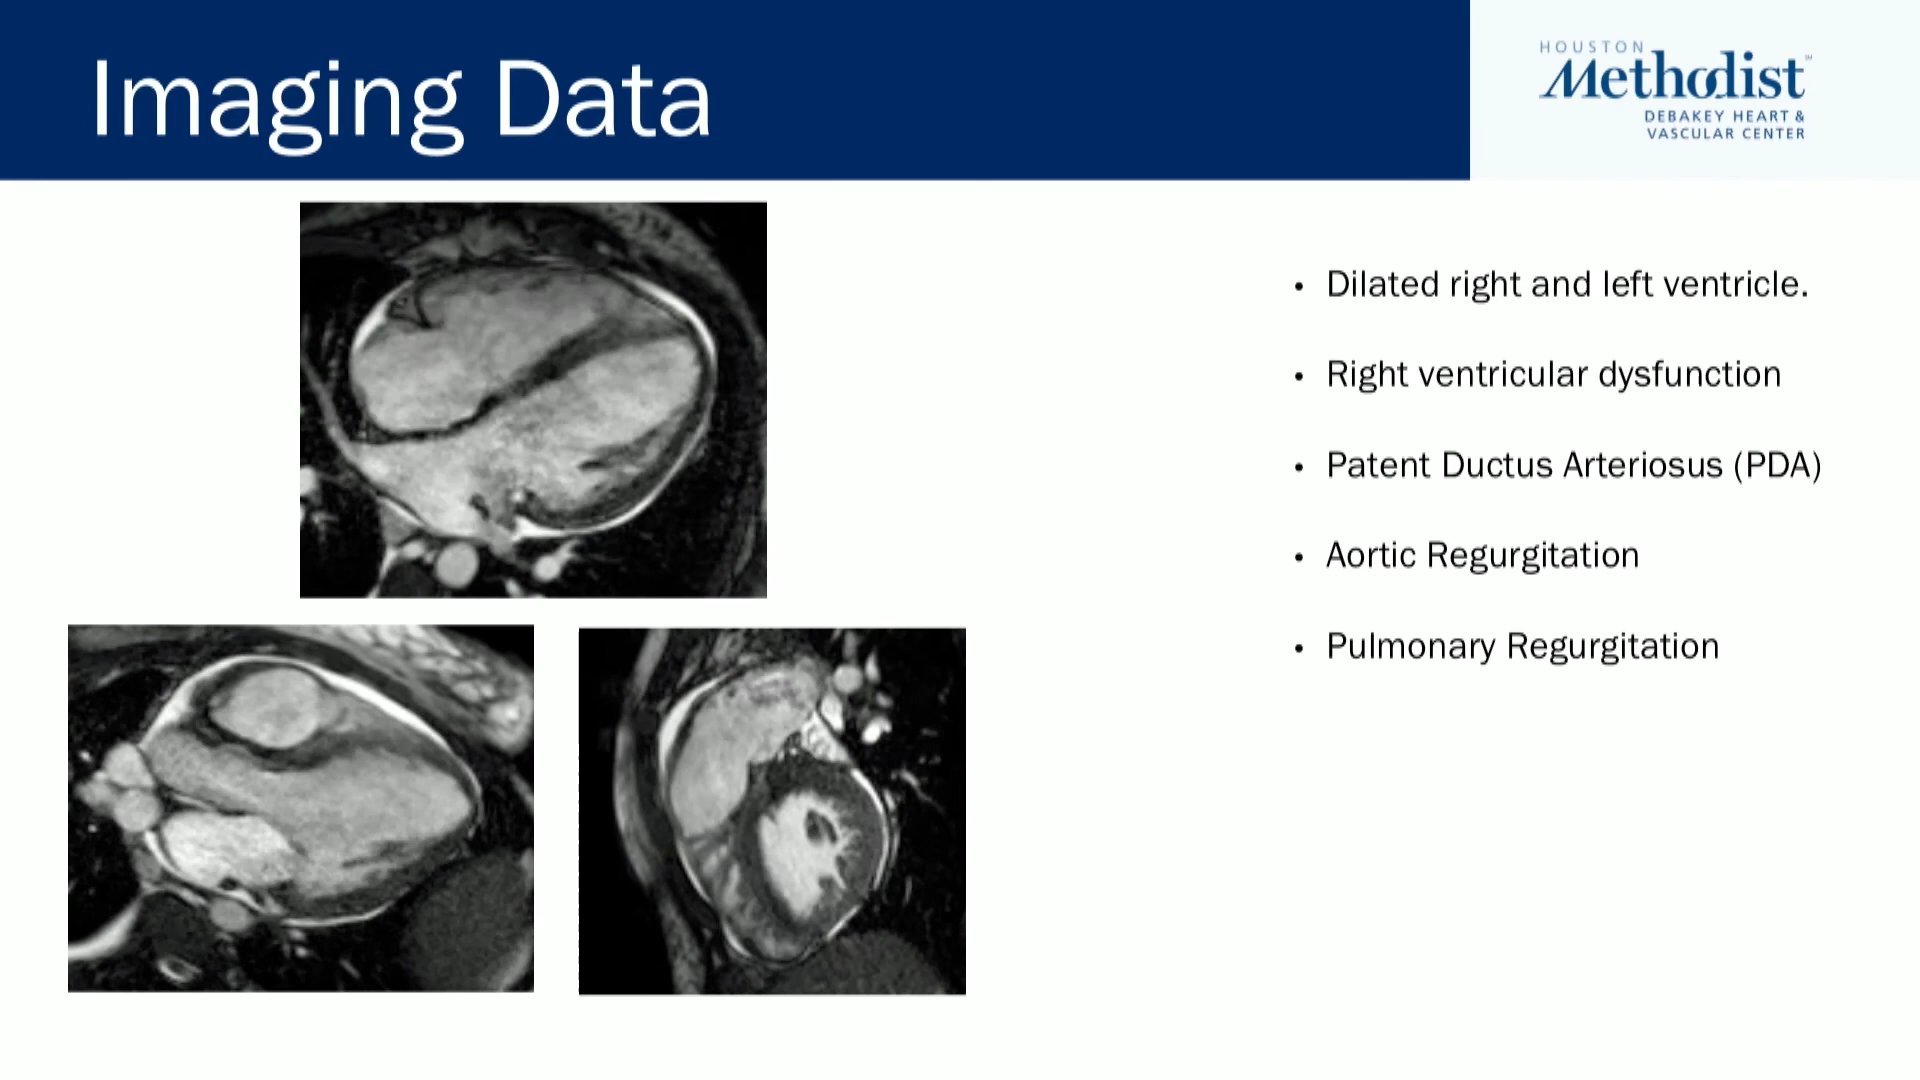 Imaging Data
HOUSTON
Methodist
DEBAKEY HEART &
VASCULAR CENTER
• Dilated right and left ventricle.
• Right ventricular dysfunction
• Patent Ductus Arteriosus (PDA)
• Aortic Regurgitation
• Pulmonary Regurgitation